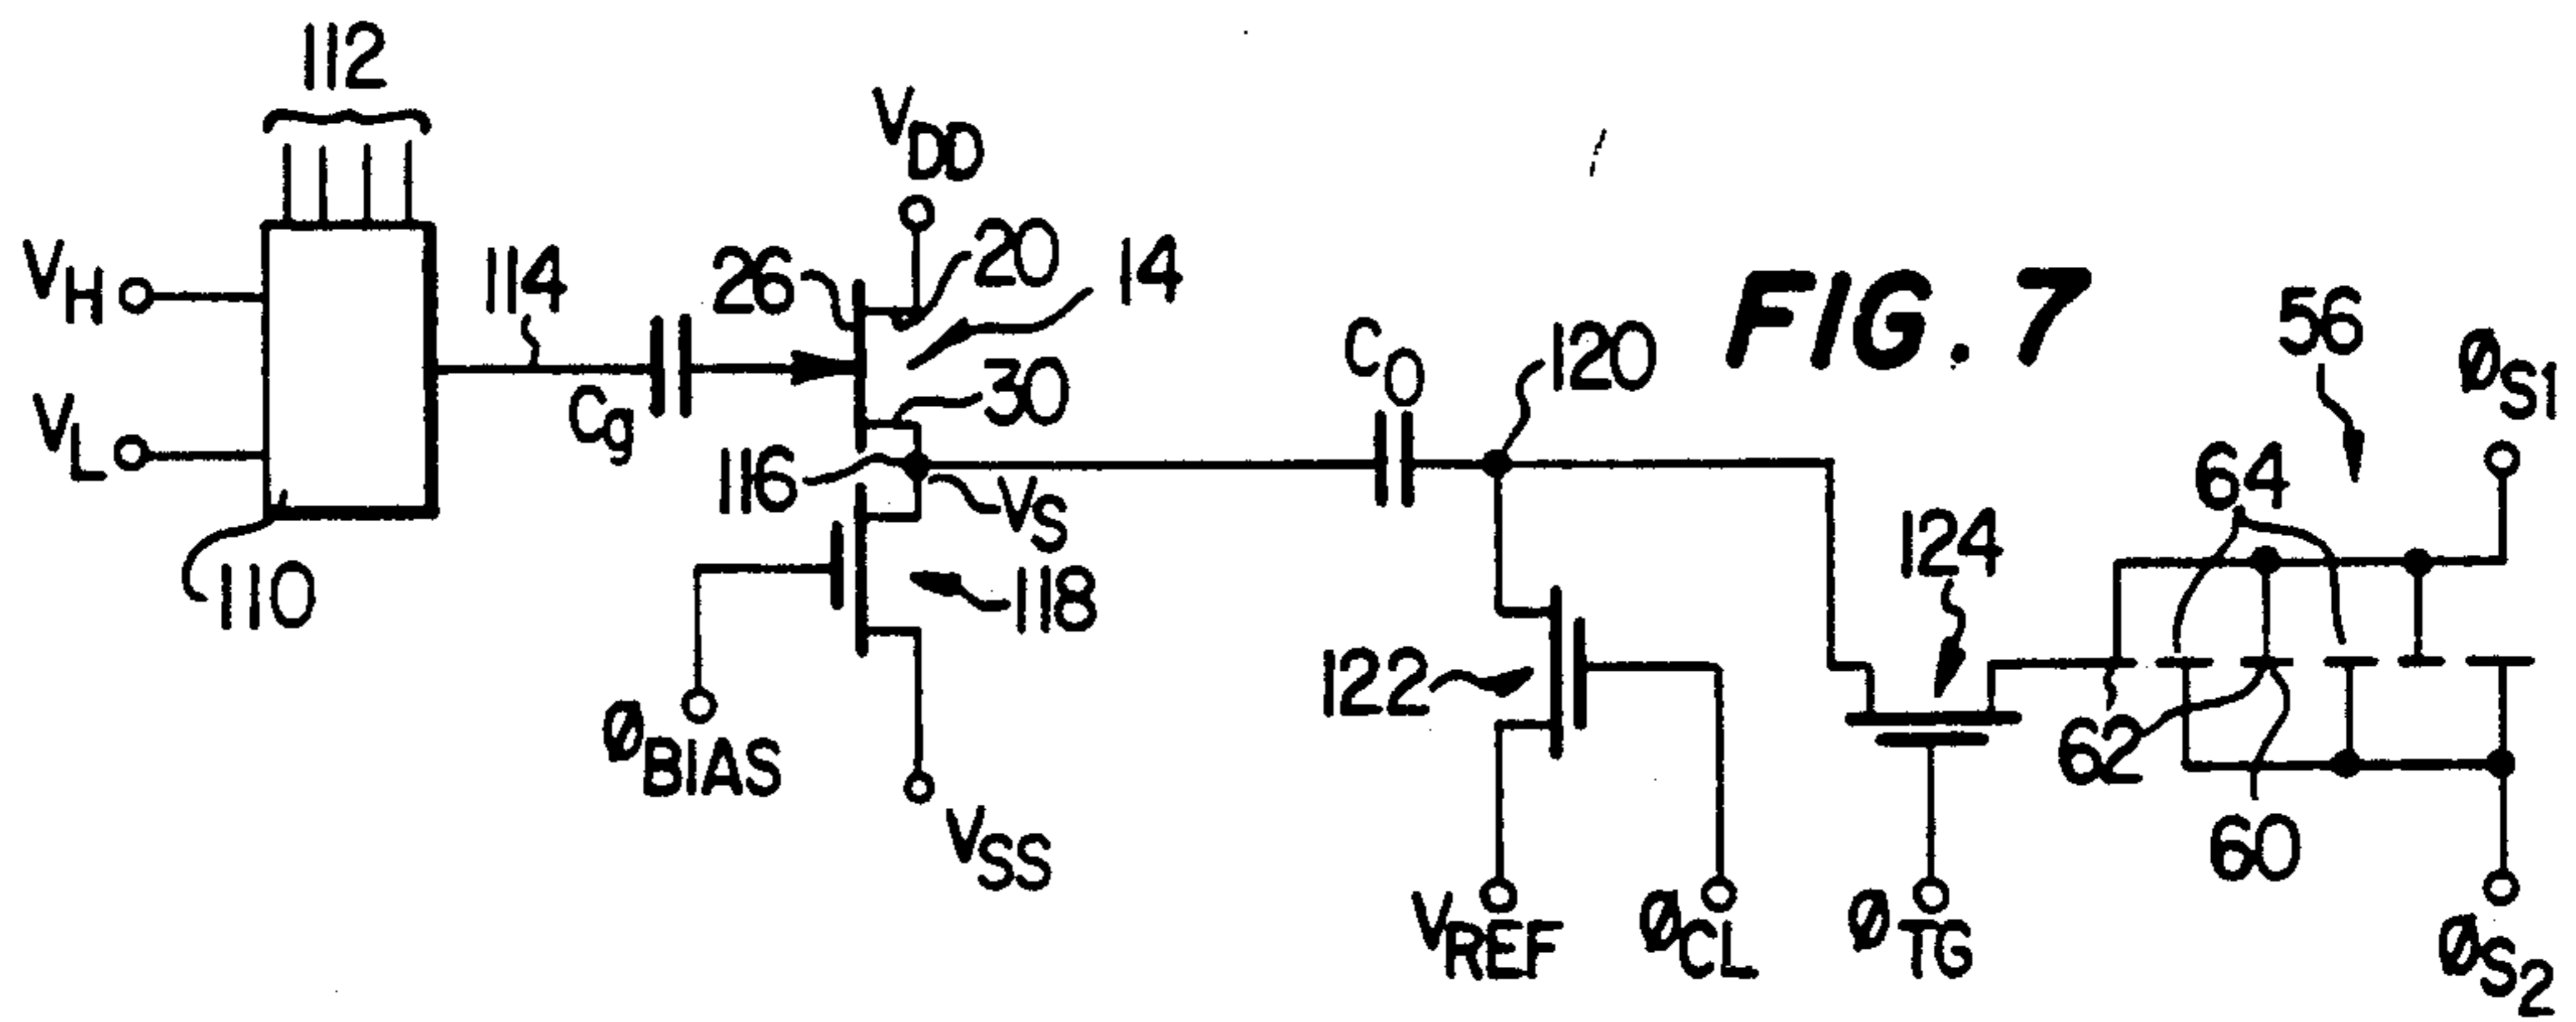 112
V_DD
V_H
114
26
20
14
FIG. 7
56
Ø_S1
C_O
120
V_L
C_g
30
64
116
V_S
124
110
118
122
Ø_BIAS
62
60
V_SS
V_REF
Ø_CL
Ø_TG
Ø_S2